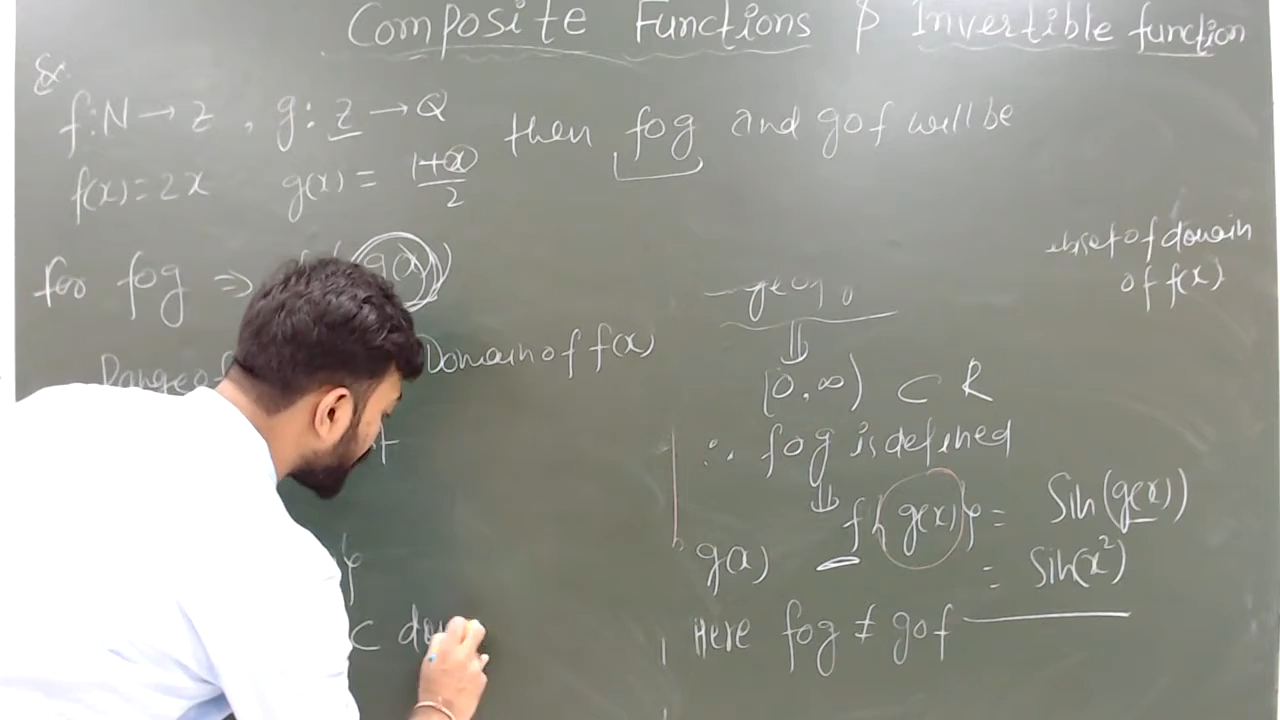 Composite Functions & Invertible function
Ex.
f: N → Z , g: Z → Q then fog and gof will be
f(x) = 2x g(x) = 1+x/2
for fog ⇒ g(x))
Range of Domain of f(x)
⊂
subset of domain
of f(x)
⇓
[0, ∞) ⊂ R
∴ fog is defined
⇓
f{g(x)} = Sin(g(x))
g(x) = Sin(x²)
Here fog ≠ gof